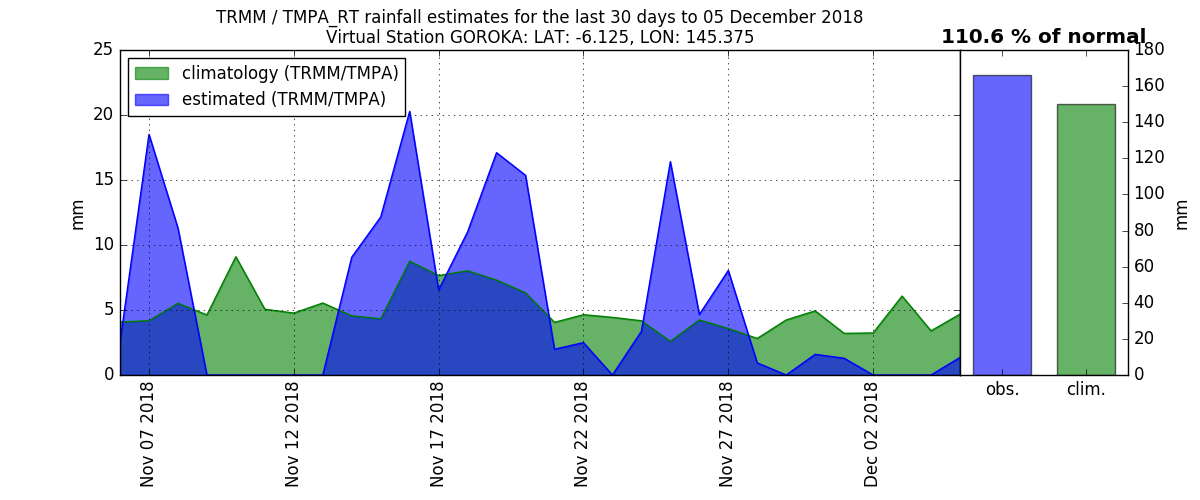 TRMM / TMPA_RT rainfall estimates for the last 30 days to 05 December 2018
Virtual Station GOROKA: LAT: -6.125, LON: 145.375
110.6 % of normal
climatology (TRMM/TMPA)
estimated (TRMM/TMPA)
mm
25
20
15
10
5
0
Nov 07 2018
Nov 12 2018
Nov 17 2018
Nov 22 2018
Nov 27 2018
Dec 02 2018
180
160
140
120
100
80
60
40
20
0
mm
obs.
clim.